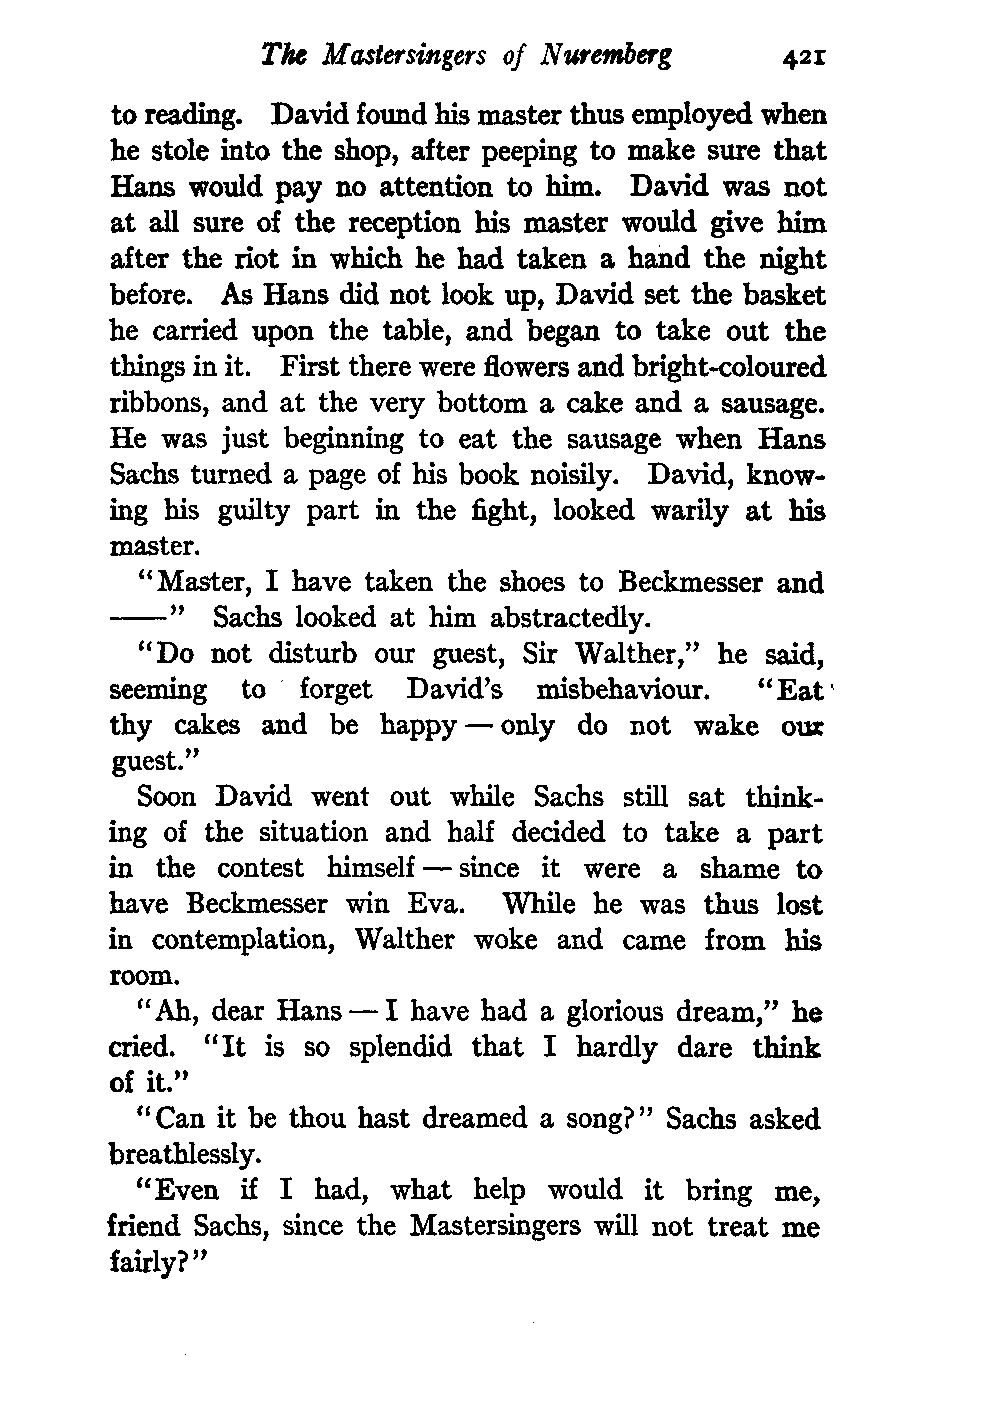 The Mastersingers of Nuremberg 421
to reading. David found his master thus employed when
he stole into the shop, after peeping to make sure that
Hans would pay no attention to him. David was not
at all sure of the reception his master would give him
after the riot in which he had taken a hand the night
before. As Hans did not look up, David set the basket
he carried upon the table, and began to take out the
things in it. First there were flowers and bright-coloured
ribbons, and at the very bottom a cake and a sausage.
He was just beginning to eat the sausage when Hans
Sachs turned a page of his book noisily. David, know-
ing his guilty part in the fight, looked warily at his
master.
"Master, I have taken the shoes to Beckmesser and
——" Sachs looked at him abstractedly.
"Do not disturb our guest, Sir Walther," he said,
seeming to forget David's misbehaviour. "Eat
thy cakes and be happy — only do not wake our
guest."
Soon David went out while Sachs still sat think-
ing of the situation and half decided to take a part
in the contest himself — since it were a shame to
have Beckmesser win Eva. While he was thus lost
in contemplation, Walther woke and came from his
room.
"Ah, dear Hans — I have had a glorious dream," he
cried. "It is so splendid that I hardly dare think
of it."
"Can it be thou hast dreamed a song?" Sachs asked
breathlessly.
"Even if I had, what help would it bring me,
friend Sachs, since the Mastersingers will not treat me
fairly?"